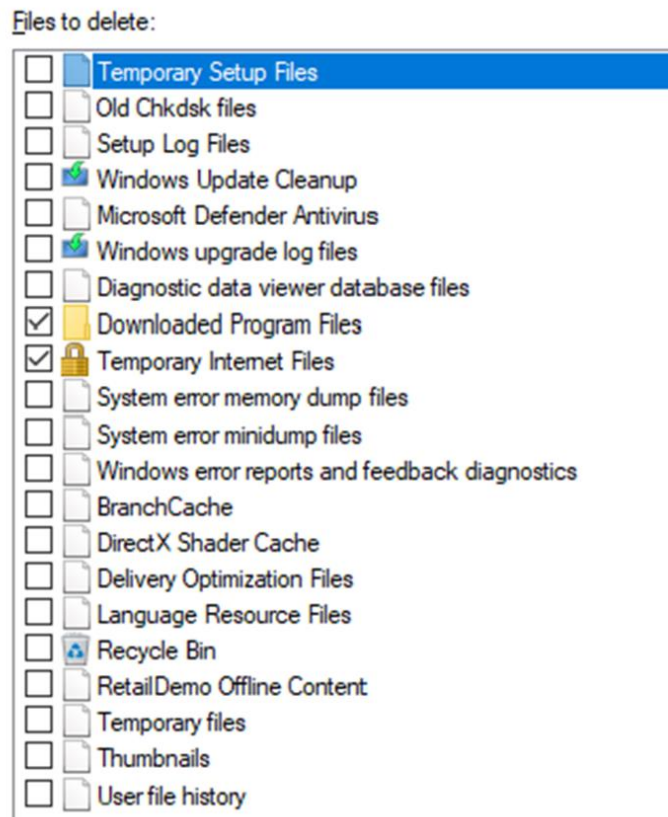 Files to delete:
Temporary Setup Files
Old Chkdsk files
Setup Log Files
Windows Update Cleanup
Microsoft Defender Antivirus
Windows upgrade log files
Diagnostic data viewer database files
Downloaded Program Files
Temporary Internet Files
System error memory dump files
System error minidump files
Windows error reports and feedback diagnostics
BranchCache
DirectX Shader Cache
Delivery Optimization Files
Language Resource Files
Recycle Bin
RetailDemo Offline Content
Temporary files
Thumbnails
User file history